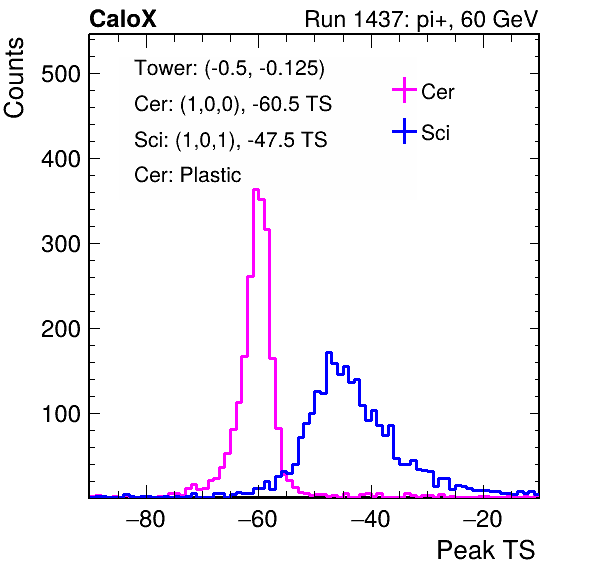 CaloX Run 1437: pi+, 60 GeV
Counts
Tower: (-0.5, -0.125)
Cer: (1,0,0), -60.5 TS
Sci: (1,0,1), -47.5 TS
Cer: Plastic
Cer
Sci
500
400
300
200
100
−80 −60 −40 −20
Peak TS